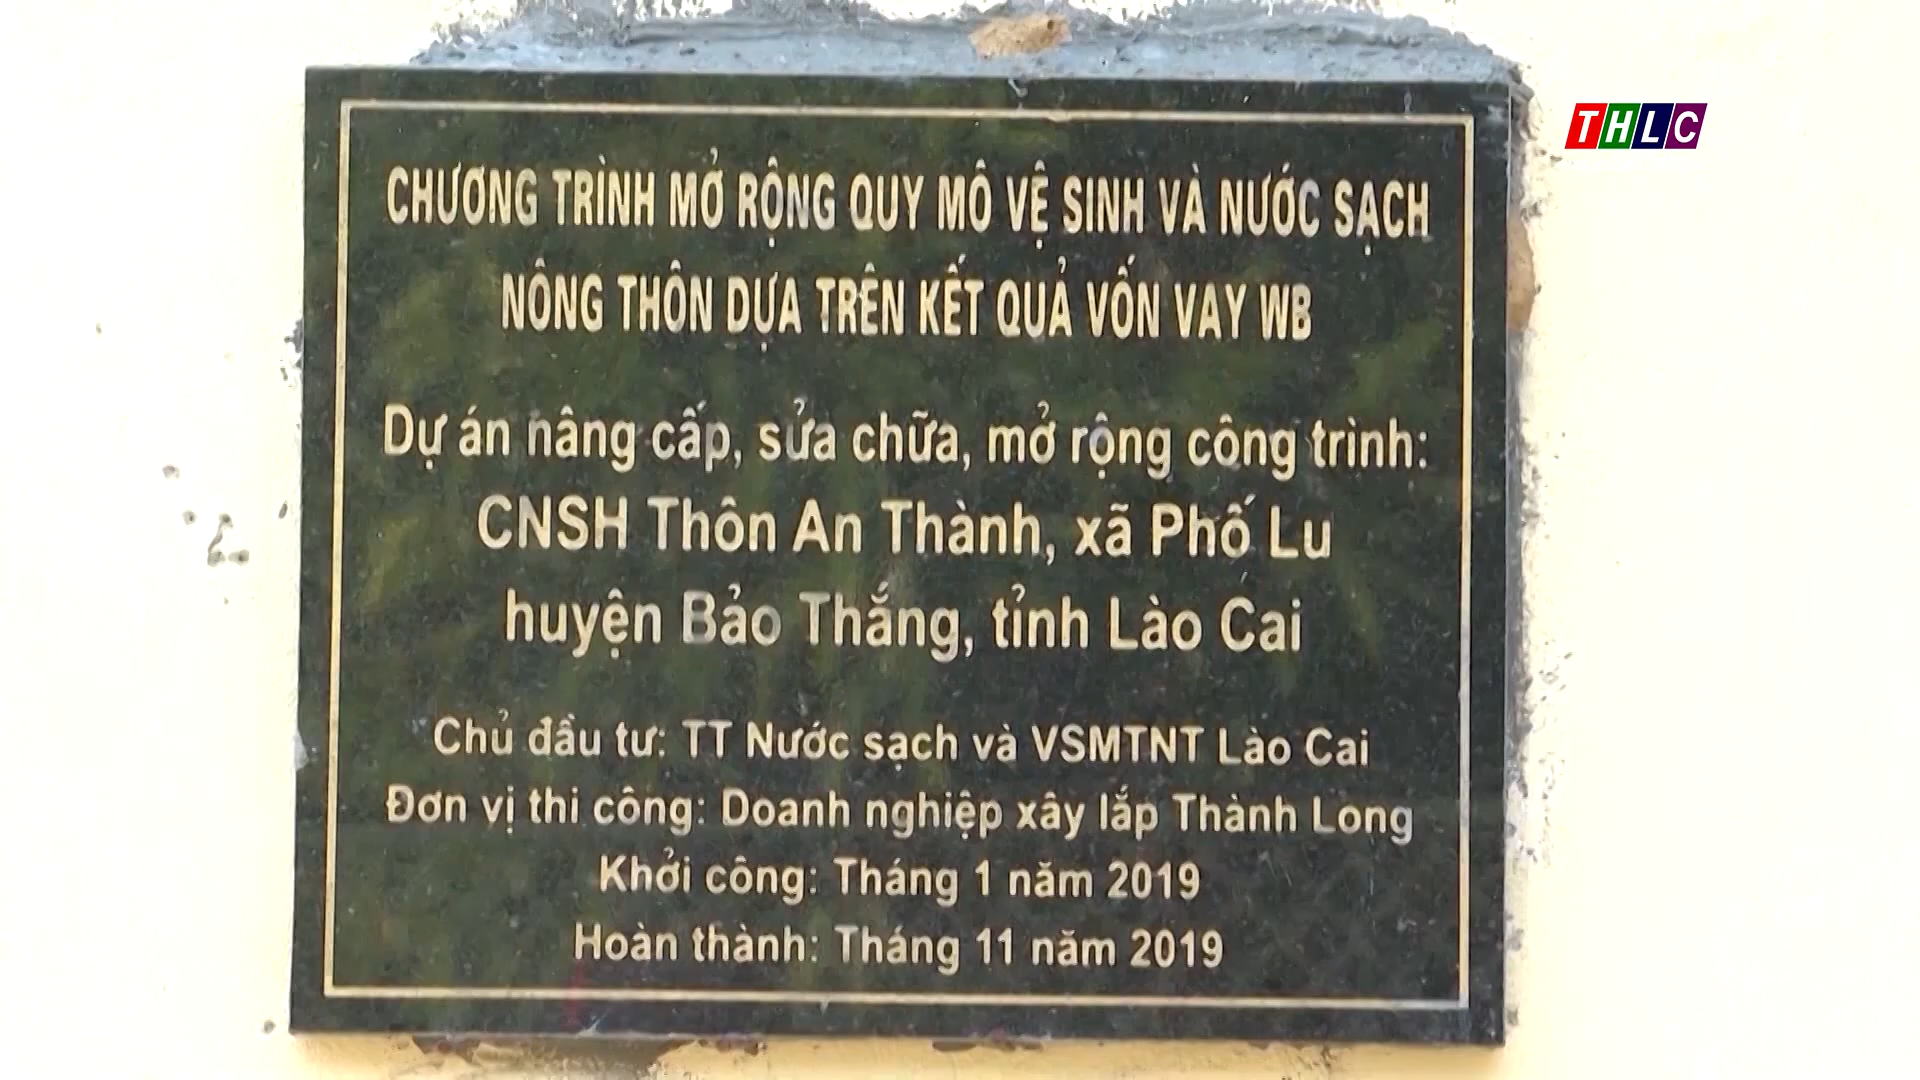 THLC
CHƯƠNG TRÌNH MỞ RỘNG QUY MÔ VỆ SINH VÀ NƯỚC SẠCH
NÔNG THÔN DỰA TRÊN KẾT QUẢ VỐN VAY WB
Dự án nâng cấp, sửa chữa, mở rộng công trình:
CNSH Thôn An Thành, xã Phố Lu
huyện Bảo Thắng, tỉnh Lào Cai
Chủ đầu tư: TT Nước sạch và VSMTNT Lào Cai
Đơn vị thi công: Doanh nghiệp xây lắp Thành Long
Khởi công: Tháng 1 năm 2019
Hoàn thành: Tháng 11 năm 2019